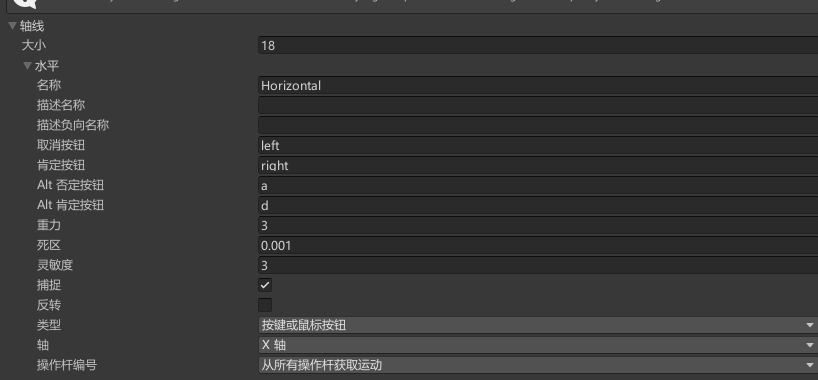 轴线
大小 18
水平
名称 Horizontal
描述名称
描述负向名称
取消按钮 left
肯定按钮 right
Alt 否定按钮 a
Alt 肯定按钮 d
重力 3
死区 0.001
灵敏度 3
捕捉
反转
类型 按键或鼠标按钮
轴 X 轴
操作杆编号 从所有操作杆获取运动